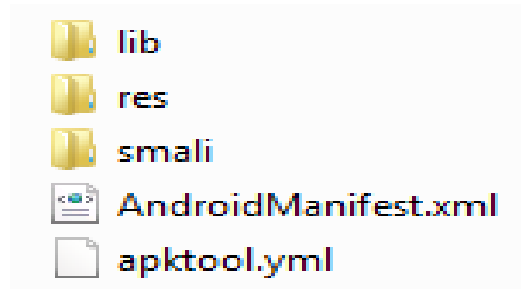 lib
res
smali
AndroidManifest.xml
apktool.yml